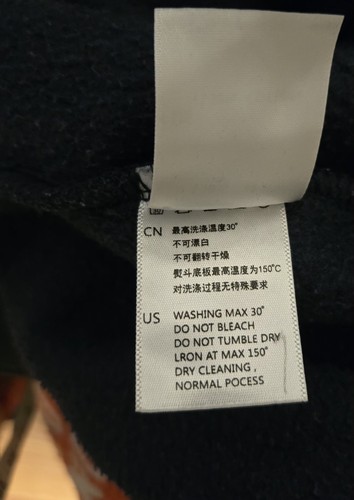 CN 最高洗涤温度30°
不可漂白
不可翻转干燥
熨斗底板最高温度为150°C
对洗涤过程无特殊要求
US WASHING MAX 30°
DO NOT BLEACH
DO NOT TUMBLE DRY
LRON AT MAX 150°
DRY CLEANING ,
NORMAL POCESS